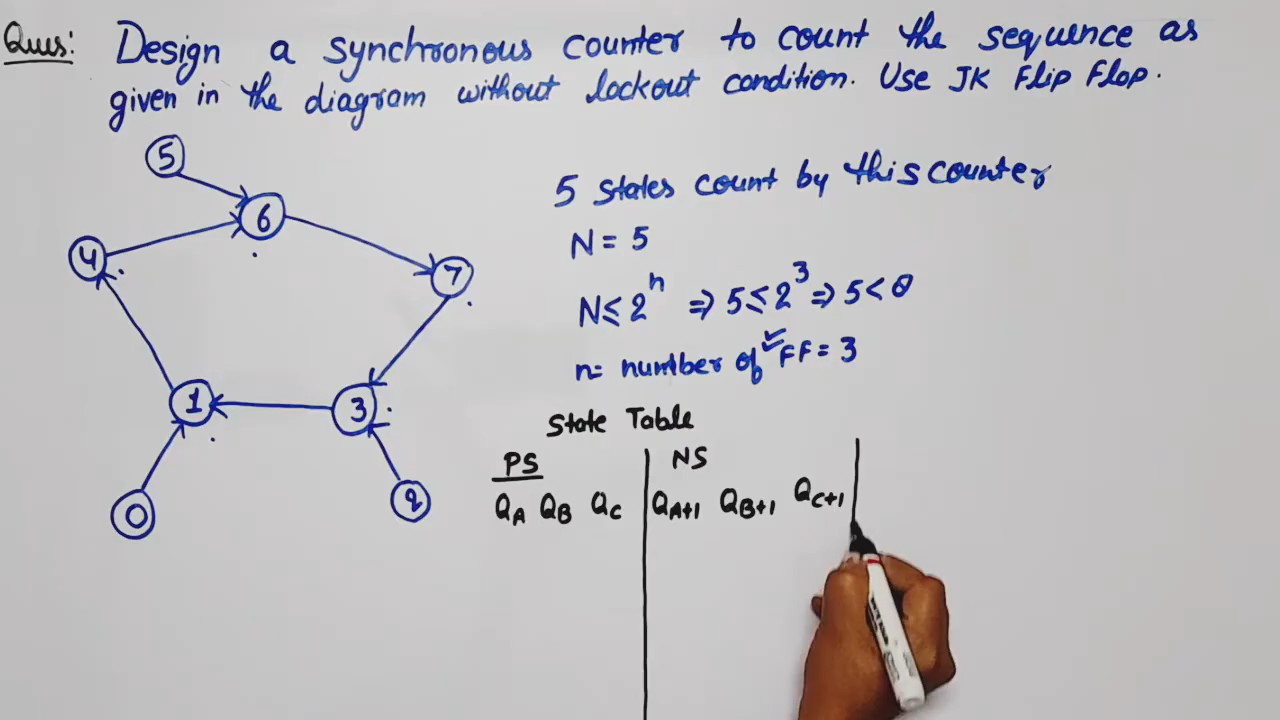 Ques: Design a synchronous counter to count the sequence as
given in the diagram without lockout condition. Use JK Flip Flop.
5
6
4
7
1
3
0
2
5 States count by this counter
N = 5
N ≤ 2^n ⇒ 5 ≤ 2^3 ⇒ 5 < 8
n = number of FF = 3
State Table
PS NS
QA QB QC QA+1 QB+1 QC+1